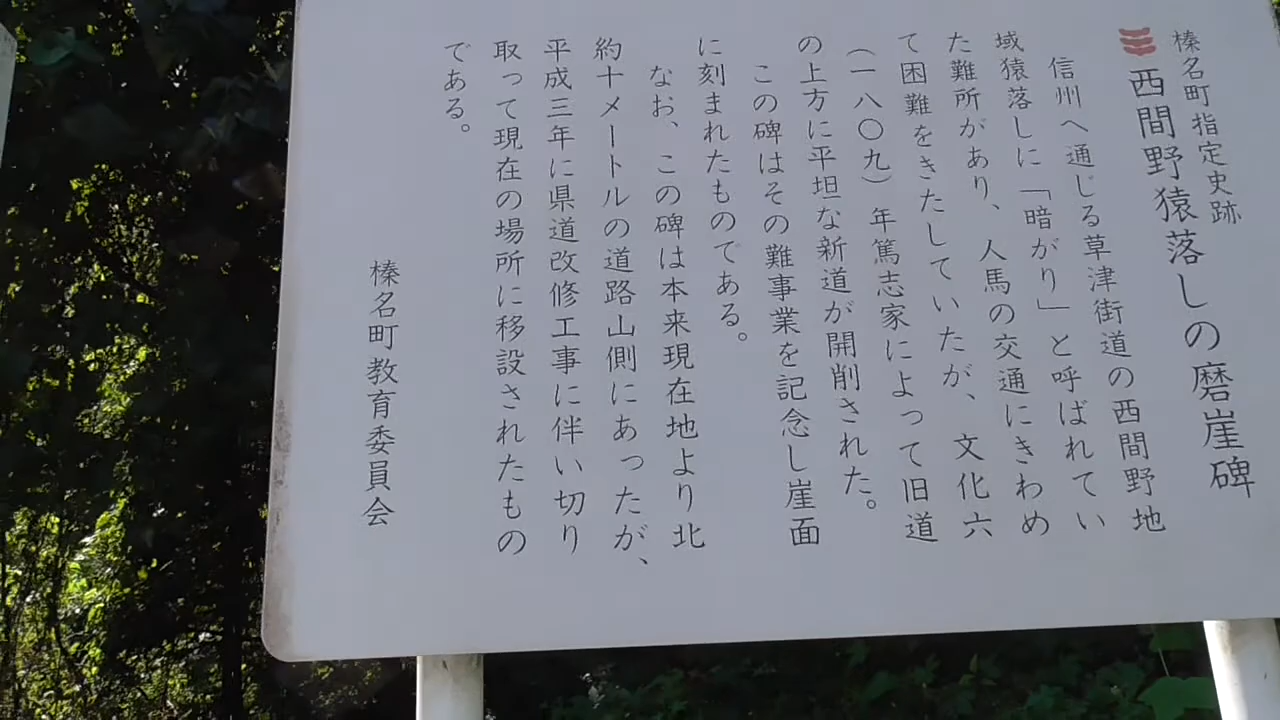 榛名町指定史跡
西間野猿落しの磨崖碑
信州へ通じる草津街道の西間野地
域猿落しに「暗がり」と呼ばれてい
た難所があり、人馬の交通にきわめ
て困難をきたしていたが、文化六
（一八〇九）年篤志家によって旧道
の上方に平坦な新道が開削された。
この碑はその難事業を記念し崖面
に刻まれたものである。
なお、この碑は本来現在地より北
約十メートルの道路山側にあったが、
平成三年に県道改修工事に伴い切り
取って現在の場所に移設されたもの
である。
榛名町教育委員会